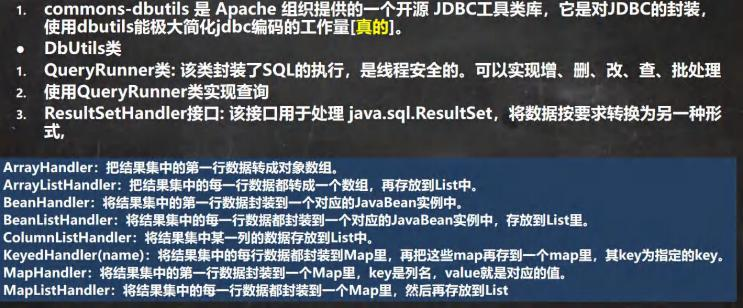 1. commons-dbutils 是 Apache 组织提供的一个开源 JDBC工具类库，它是对JDBC的封装，
使用dbutils能极大简化jdbc编码的工作量[真的]。
● DbUtils类
1. QueryRunner类: 该类封装了SQL的执行，是线程安全的。可以实现增、删、改、查、批处理
2. 使用QueryRunner类实现查询
3. ResultSetHandler接口: 该接口用于处理 java.sql.ResultSet，将数据按要求转换为另一种形
式,
ArrayHandler：把结果集中的第一行数据转成对象数组。
ArrayListHandler：把结果集中的每一行数据都转成一个数组，再存放到List中。
BeanHandler：将结果集中的第一行数据封装到一个对应的JavaBean实例中。
BeanListHandler：将结果集中的每一行数据都封装到一个对应的JavaBean实例中，存放到List里。
ColumnListHandler：将结果集中某一列的数据存放到List中。
KeyedHandler(name)：将结果集中的每行数据都封装到Map里，再把这些map再存到一个map里，其key为指定的key。
MapHandler：将结果集中的第一行数据封装到一个Map里，key是列名，value就是对应的值。
MapListHandler：将结果集中的每一行数据都封装到一个Map里，然后再存放到List